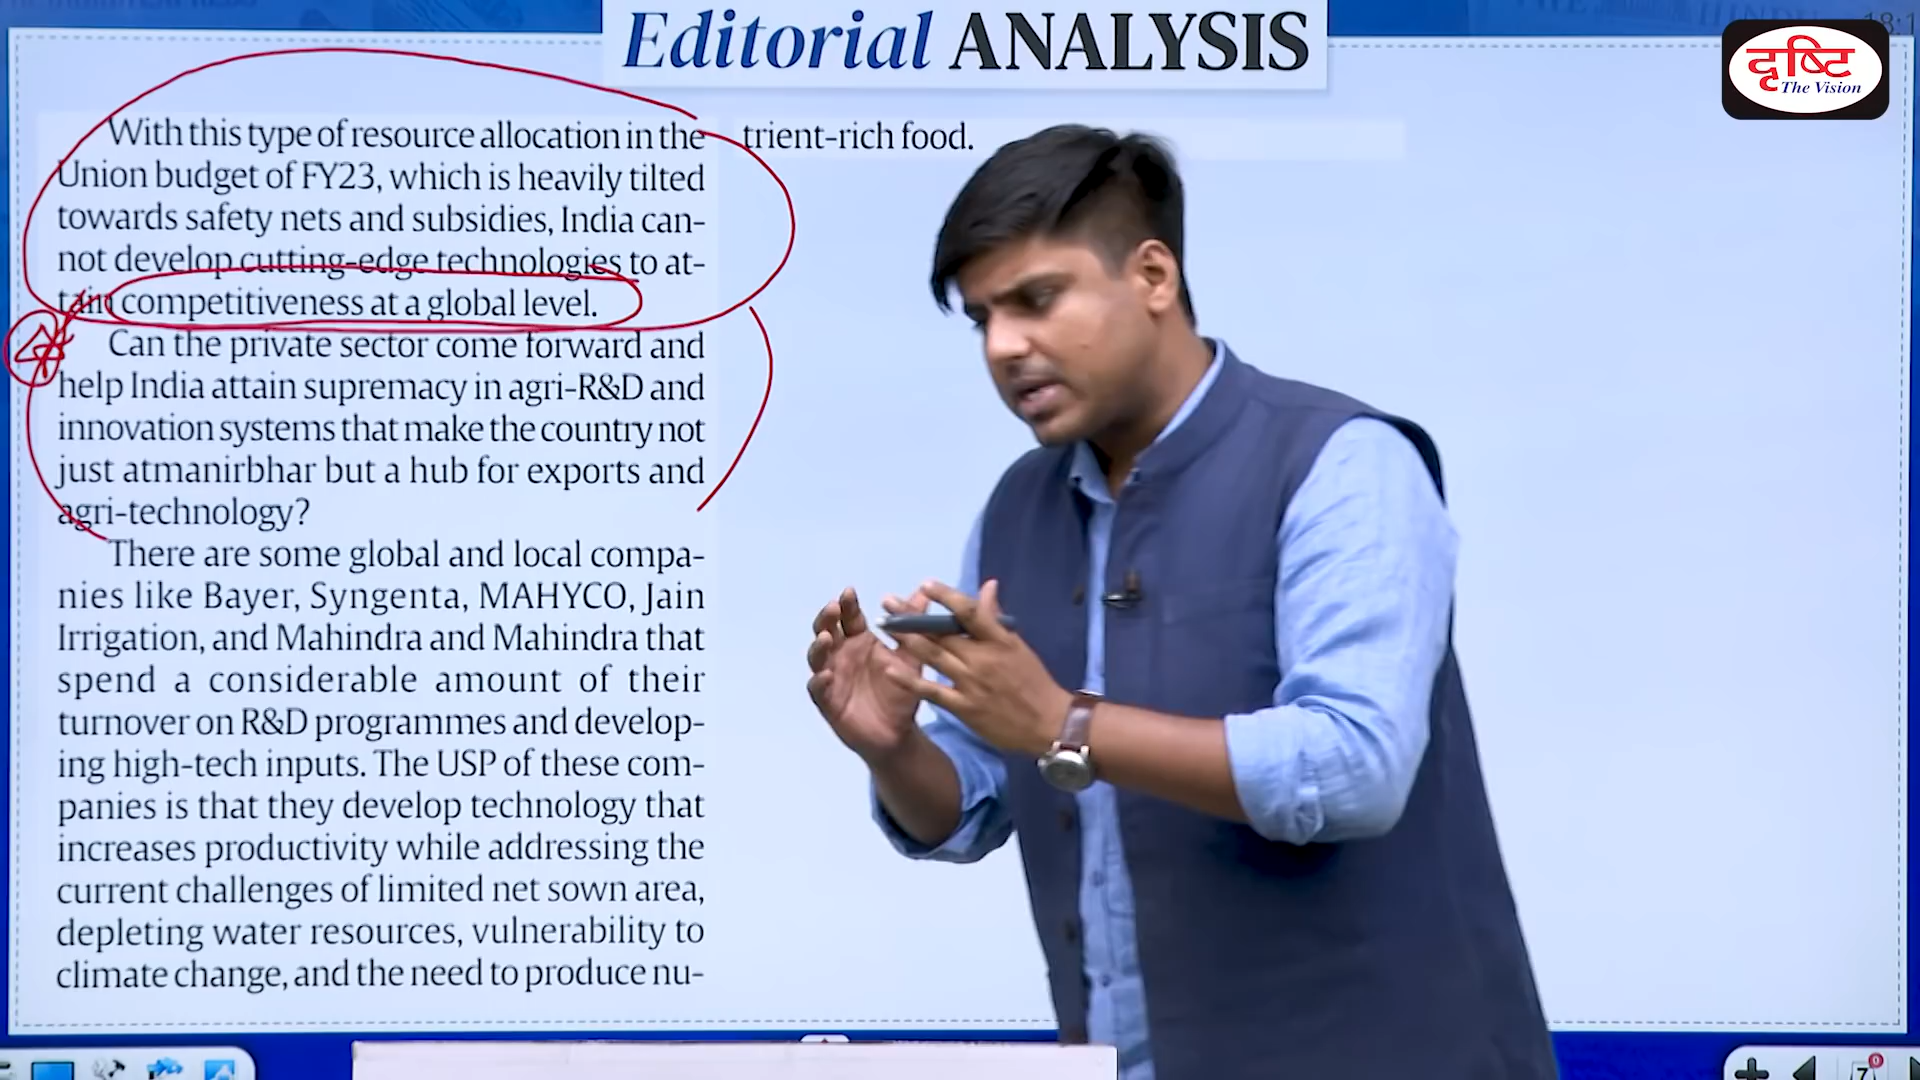 Editorial ANALYSIS
दृष्टि
The Vision
With this type of resource allocation in the
Union budget of FY23, which is heavily tilted
towards safety nets and subsidies, India can-
not develop cutting-edge technologies to at-
tain competitiveness at a global level.
Can the private sector come forward and
help India attain supremacy in agri-R&D and
innovation systems that make the country not
just atmanirbhar but a hub for exports and
agri-technology?
There are some global and local compa-
nies like Bayer, Syngenta, MAHYCO, Jain
Irrigation, and Mahindra and Mahindra that
spend a considerable amount of their
turnover on R&D programmes and develop-
ing high-tech inputs. The USP of these com-
panies is that they develop technology that
increases productivity while addressing the
current challenges of limited net sown area,
depleting water resources, vulnerability to
climate change, and the need to produce nu-
trient-rich food.
7